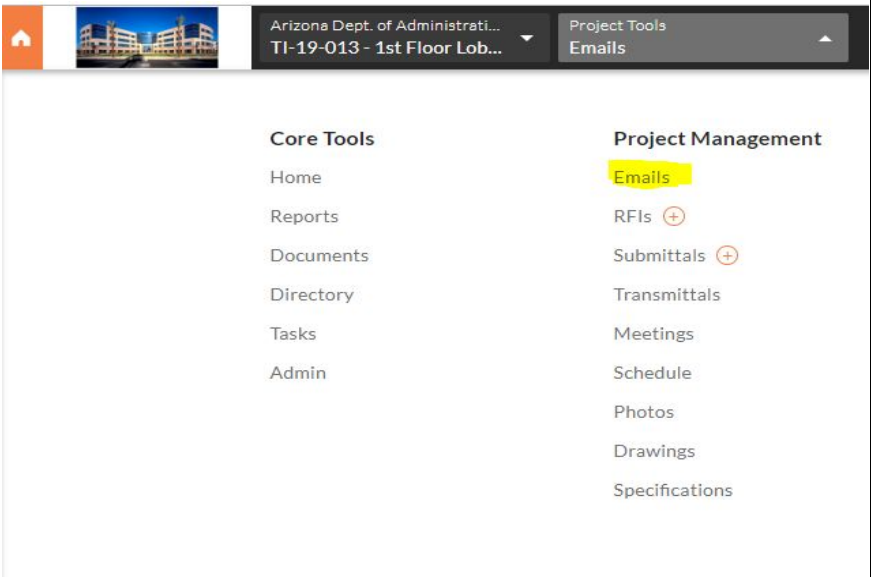 Arizona Dept. of Administrati...
TI-19-013 - 1st Floor Lob...
Project Tools
Emails
Core Tools
Home
Reports
Documents
Directory
Tasks
Admin
Project Management
Emails
RFIs
Submittals
Transmittals
Meetings
Schedule
Photos
Drawings
Specifications